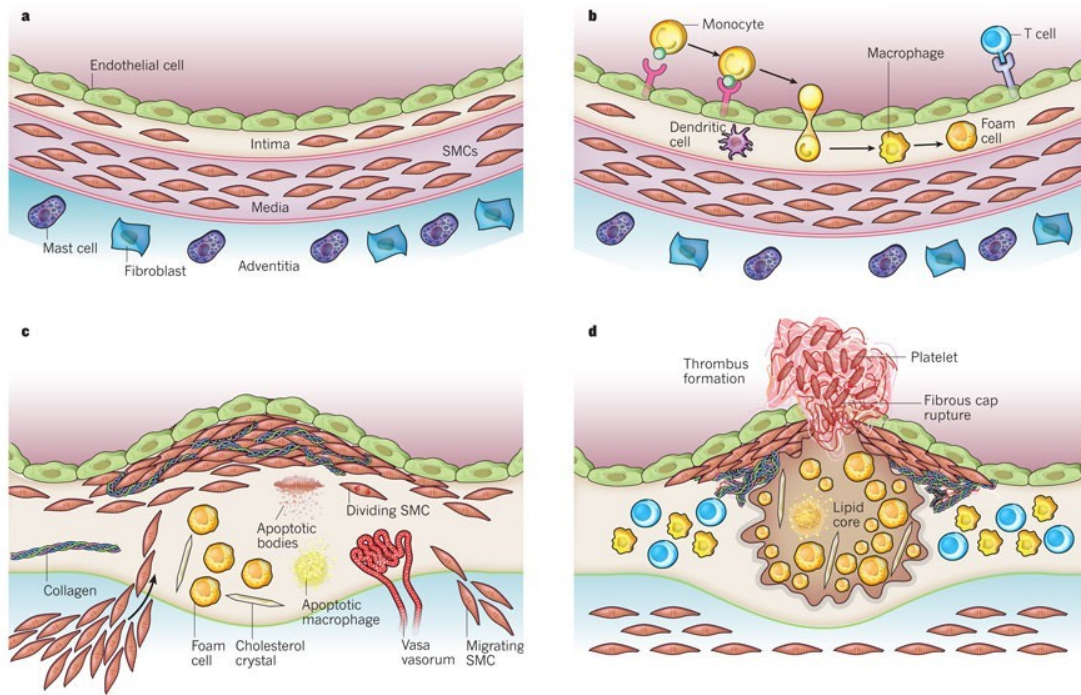 a
Endothelial cell
Intima
SMCs
Media
Mast cell
Fibroblast
Adventitia
b
Monocyte
T cell
Macrophage
Dendritic
cell
Foam
cell
c
Dividing SMC
Apoptotic
bodies
Collagen
Apoptotic
macrophage
Foam
cell
Cholesterol
crystal
Vasa
vasorum
Migrating
SMC
d
Thrombus
formation
Platelet
Fibrous cap
rupture
Lipid
core